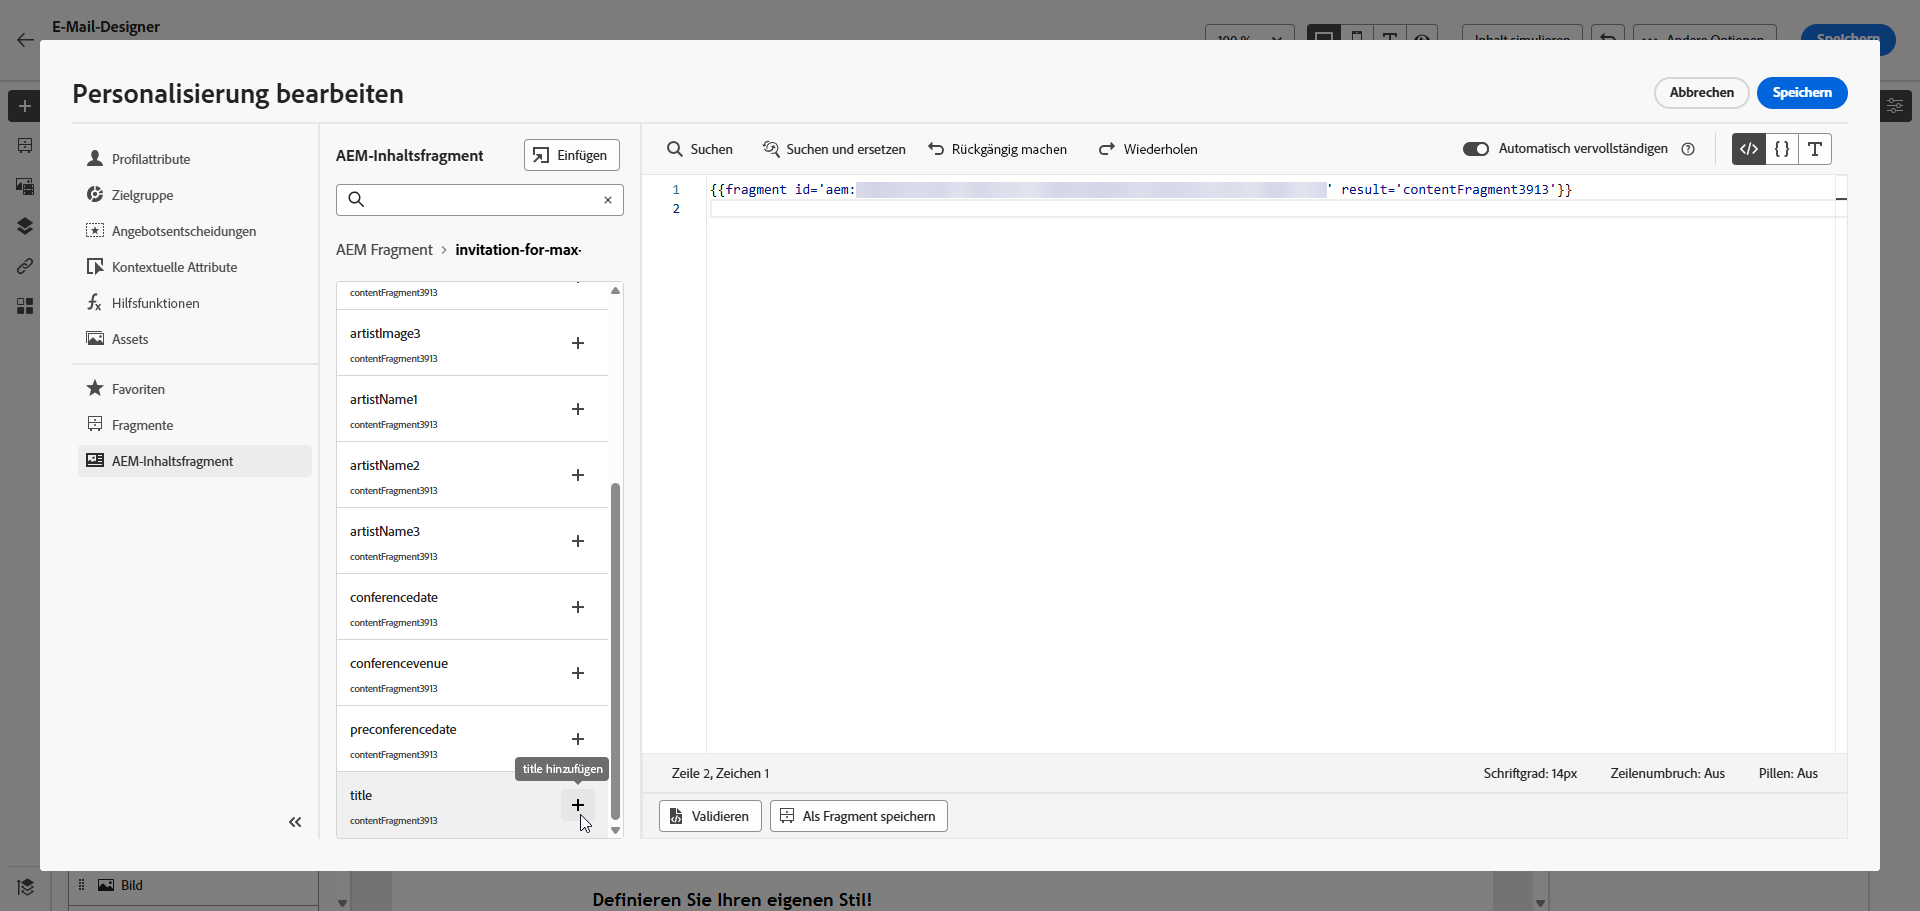 E-Mail-Designer
Personalisierung bearbeiten
Abbrechen
Speichern
Profilattribute
Zielgruppe
Angebotsentscheidungen
Kontextuelle Attribute
Hilfsfunktionen
Assets
Favoriten
Fragmente
AEM-Inhaltsfragment
AEM-Inhaltsfragment
Einfügen
AEM Fragment > invitation-for-max-
contentFragment3913
artistImage3
contentFragment3913
artistName1
contentFragment3913
artistName2
contentFragment3913
artistName3
contentFragment3913
conferencedate
contentFragment3913
conferencevenue
contentFragment3913
preconferencedate
contentFragment3913
title hinzufügen
title
contentFragment3913
Suchen
Suchen und ersetzen
Rückgängig machen
Wiederholen
Automatisch vervollständigen
1
{{fragment id='aem:
' result='contentFragment3913'}}
2
Zeile 2, Zeichen 1
Schriftgrad: 14px
Zeilenumbruch: Aus
Pillen: Aus
Validieren
Als Fragment speichern
Bild
Definieren Sie Ihren eigenen Stil!